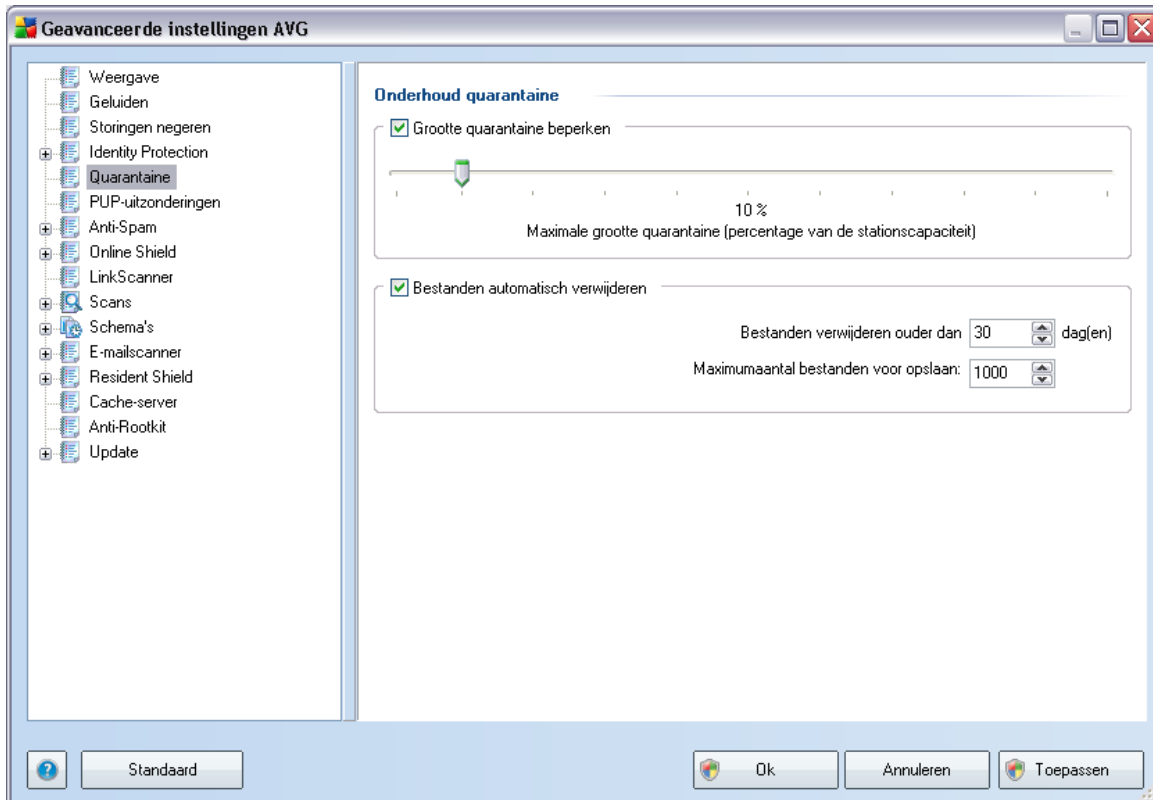 Geavanceerde instellingen AVG
Weergave
Geluiden
Storingen negeren
Identity Protection
Quarantaine
PUP-uitzonderingen
Anti-Spam
Online Shield
LinkScanner
Scans
Schema's
E-mailscanner
Resident Shield
Cache-server
Anti-Rootkit
Update
Onderhoud quarantaine
Grootte quarantaine beperken
10 %
Maximale grootte quarantaine (percentage van de stationscapaciteit)
Bestanden automatisch verwijderen
Bestanden verwijderen ouder dan 30 dag(en)
Maximumaantal bestanden voor opslaan: 1000
? Standaard Ok Annuleren Toepassen